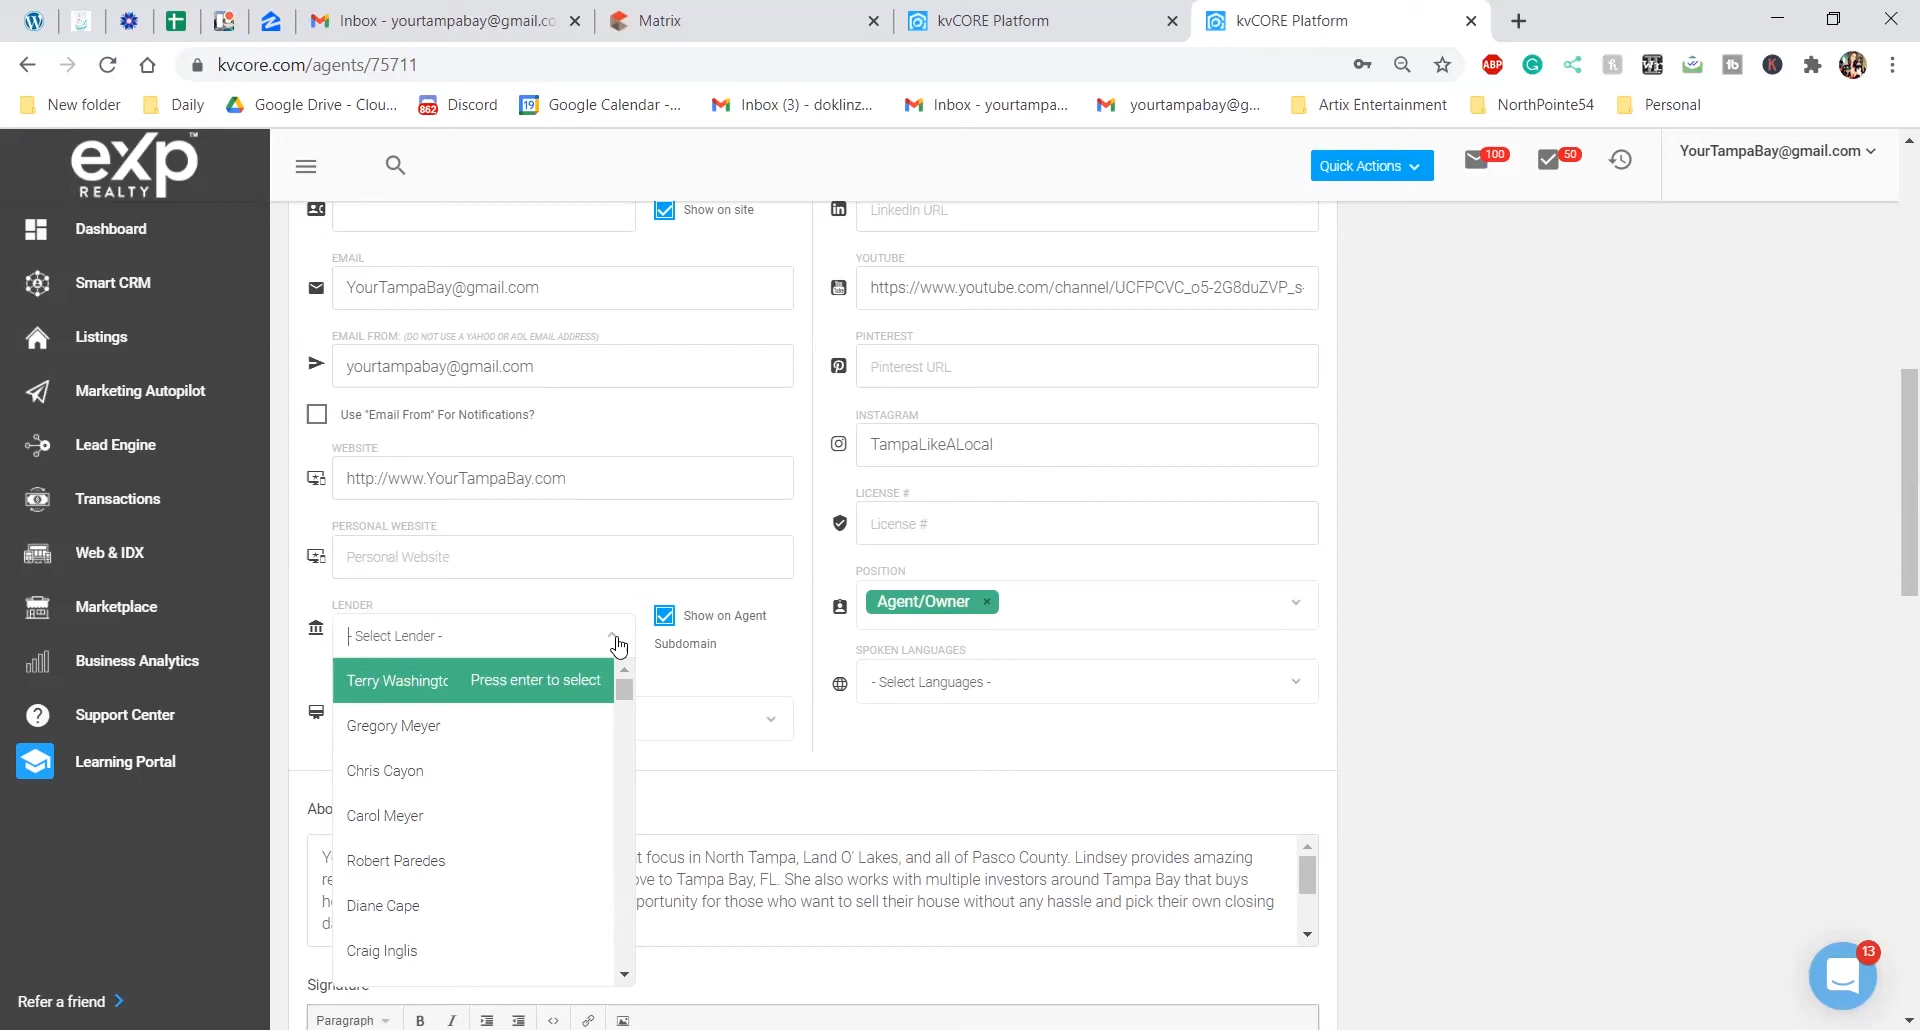 Inbox - yourtampabay@gmail.co
Matrix
kvCORE Platform
kvCORE Platform
kvcore.com/agents/75711
ABP
New folder
Daily
Google Drive - Clou...
862
Discord
19
Google Calendar -...
Inbox (3) - doklinz...
Inbox - yourtampa...
yourtampabay@g...
Artix Entertainment
NorthPointe54
Personal
eXp™
REALTY
Quick Actions
100
50
YourTampaBay@gmail.com
Dashboard
Smart CRM
Listings
Marketing Autopilot
Lead Engine
Transactions
Web & IDX
Marketplace
Business Analytics
Support Center
Learning Portal
Refer a friend
Show on site
EMAIL
YourTampaBay@gmail.com
EMAIL FROM: (DO NOT USE A YAHOO OR AOL EMAIL ADDRESS)
yourtampabay@gmail.com
Use "Email From" For Notifications?
WEBSITE
http://www.YourTampaBay.com
PERSONAL WEBSITE
Personal Website
LENDER
- Select Lender -
Show on Agent
Subdomain
Terry Washingtc Press enter to select
Gregory Meyer
Chris Cayon
Carol Meyer
Robert Paredes
Diane Cape
Craig Inglis
LinkedIn URL
YOUTUBE
https://www.youtube.com/channel/UCFPCVC_o5-2G8duZVP_s-
PINTEREST
Pinterest URL
INSTAGRAM
TampaLikeALocal
LICENSE #
License #
POSITION
Agent/Owner ×
SPOKEN LANGUAGES
- Select Languages -
Abo
t focus in North Tampa, Land O' Lakes, and all of Pasco County. Lindsey provides amazing
re ove to Tampa Bay, FL. She also works with multiple investors around Tampa Bay that buys
h portunity for those who want to sell their house without any hassle and pick their own closing
d
Signature
Paragraph B I
13